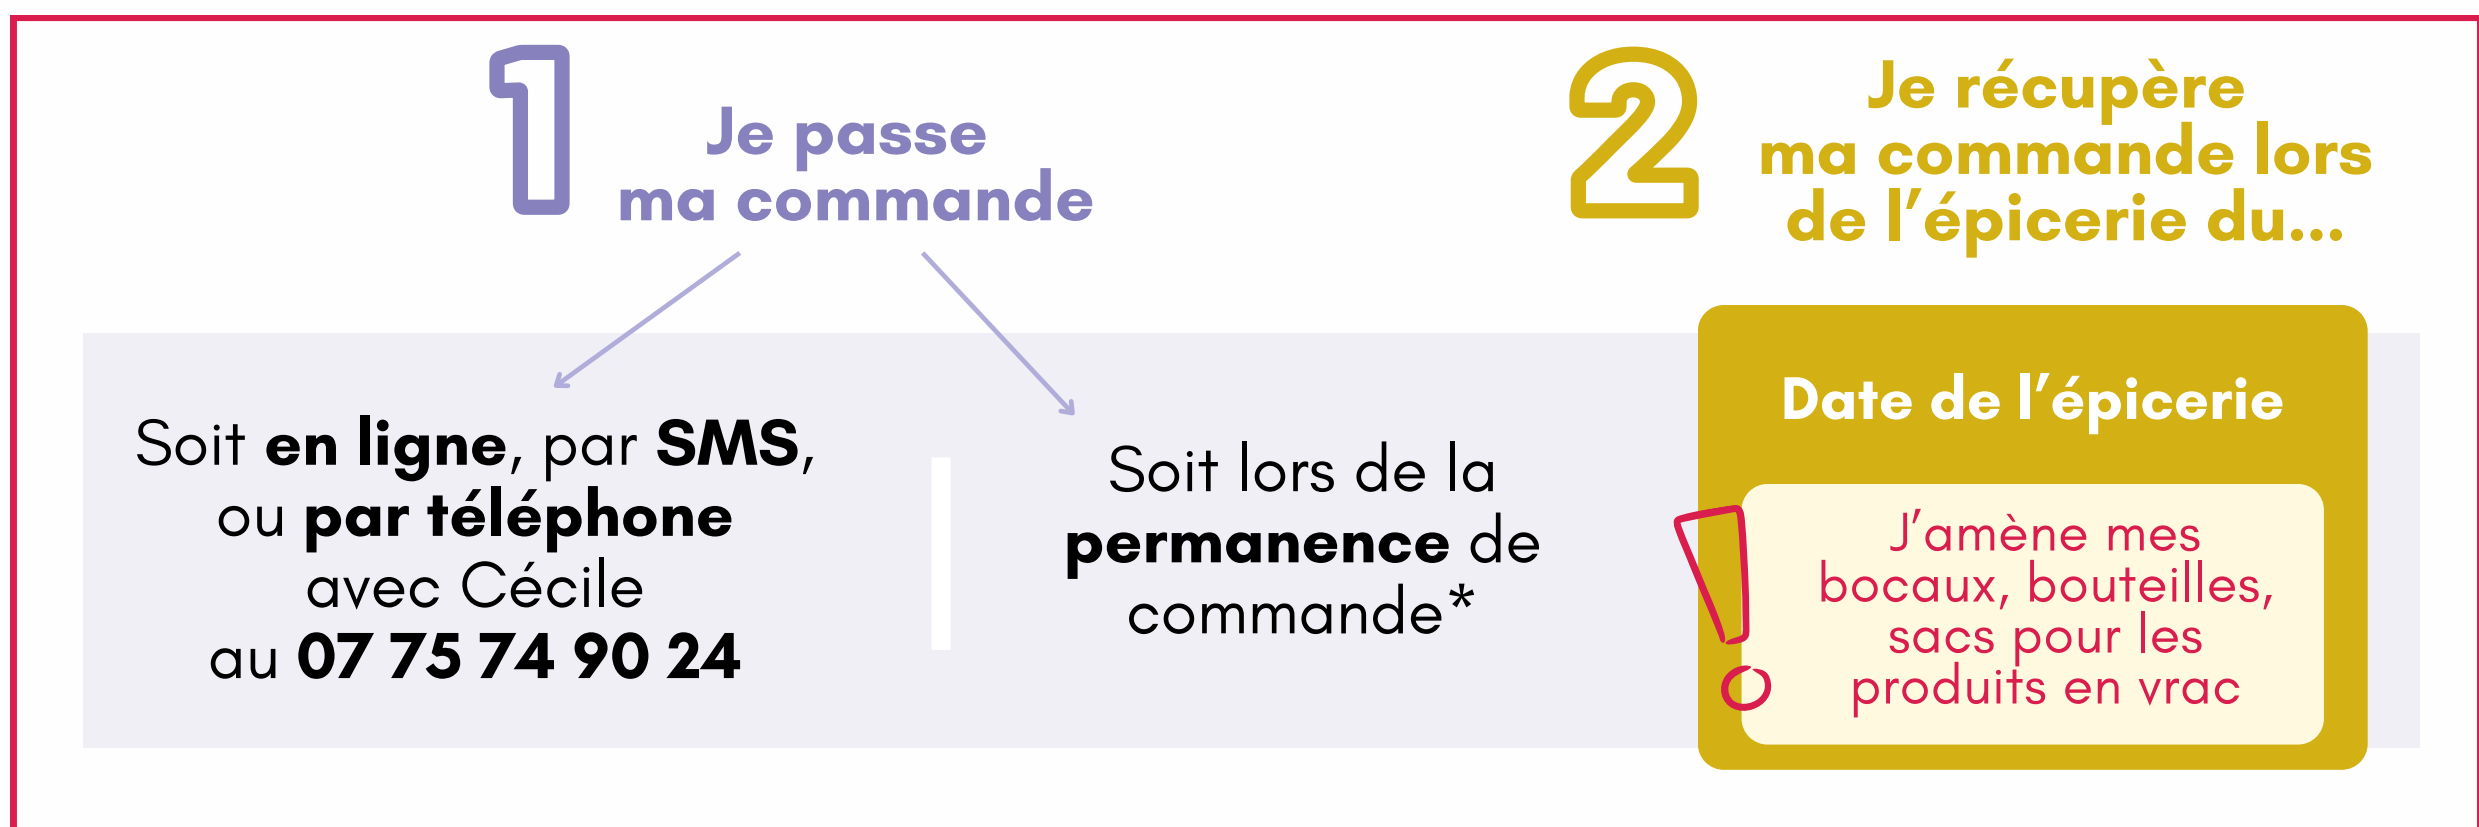 1
Je passe
ma commande
Soit en ligne, par SMS,
ou par téléphone
avec Cécile
au 07 75 74 90 24
Soit lors de la
permanence de
commande*
2
Je récupère
ma commande lors
de l'épicerie du...
Date de l'épicerie
!
J'amène mes
bocaux, bouteilles,
sacs pour les
produits en vrac